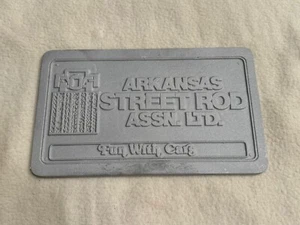 ARKANSAS
STREET ROD
ASSN. LTD.
Fun With Cars